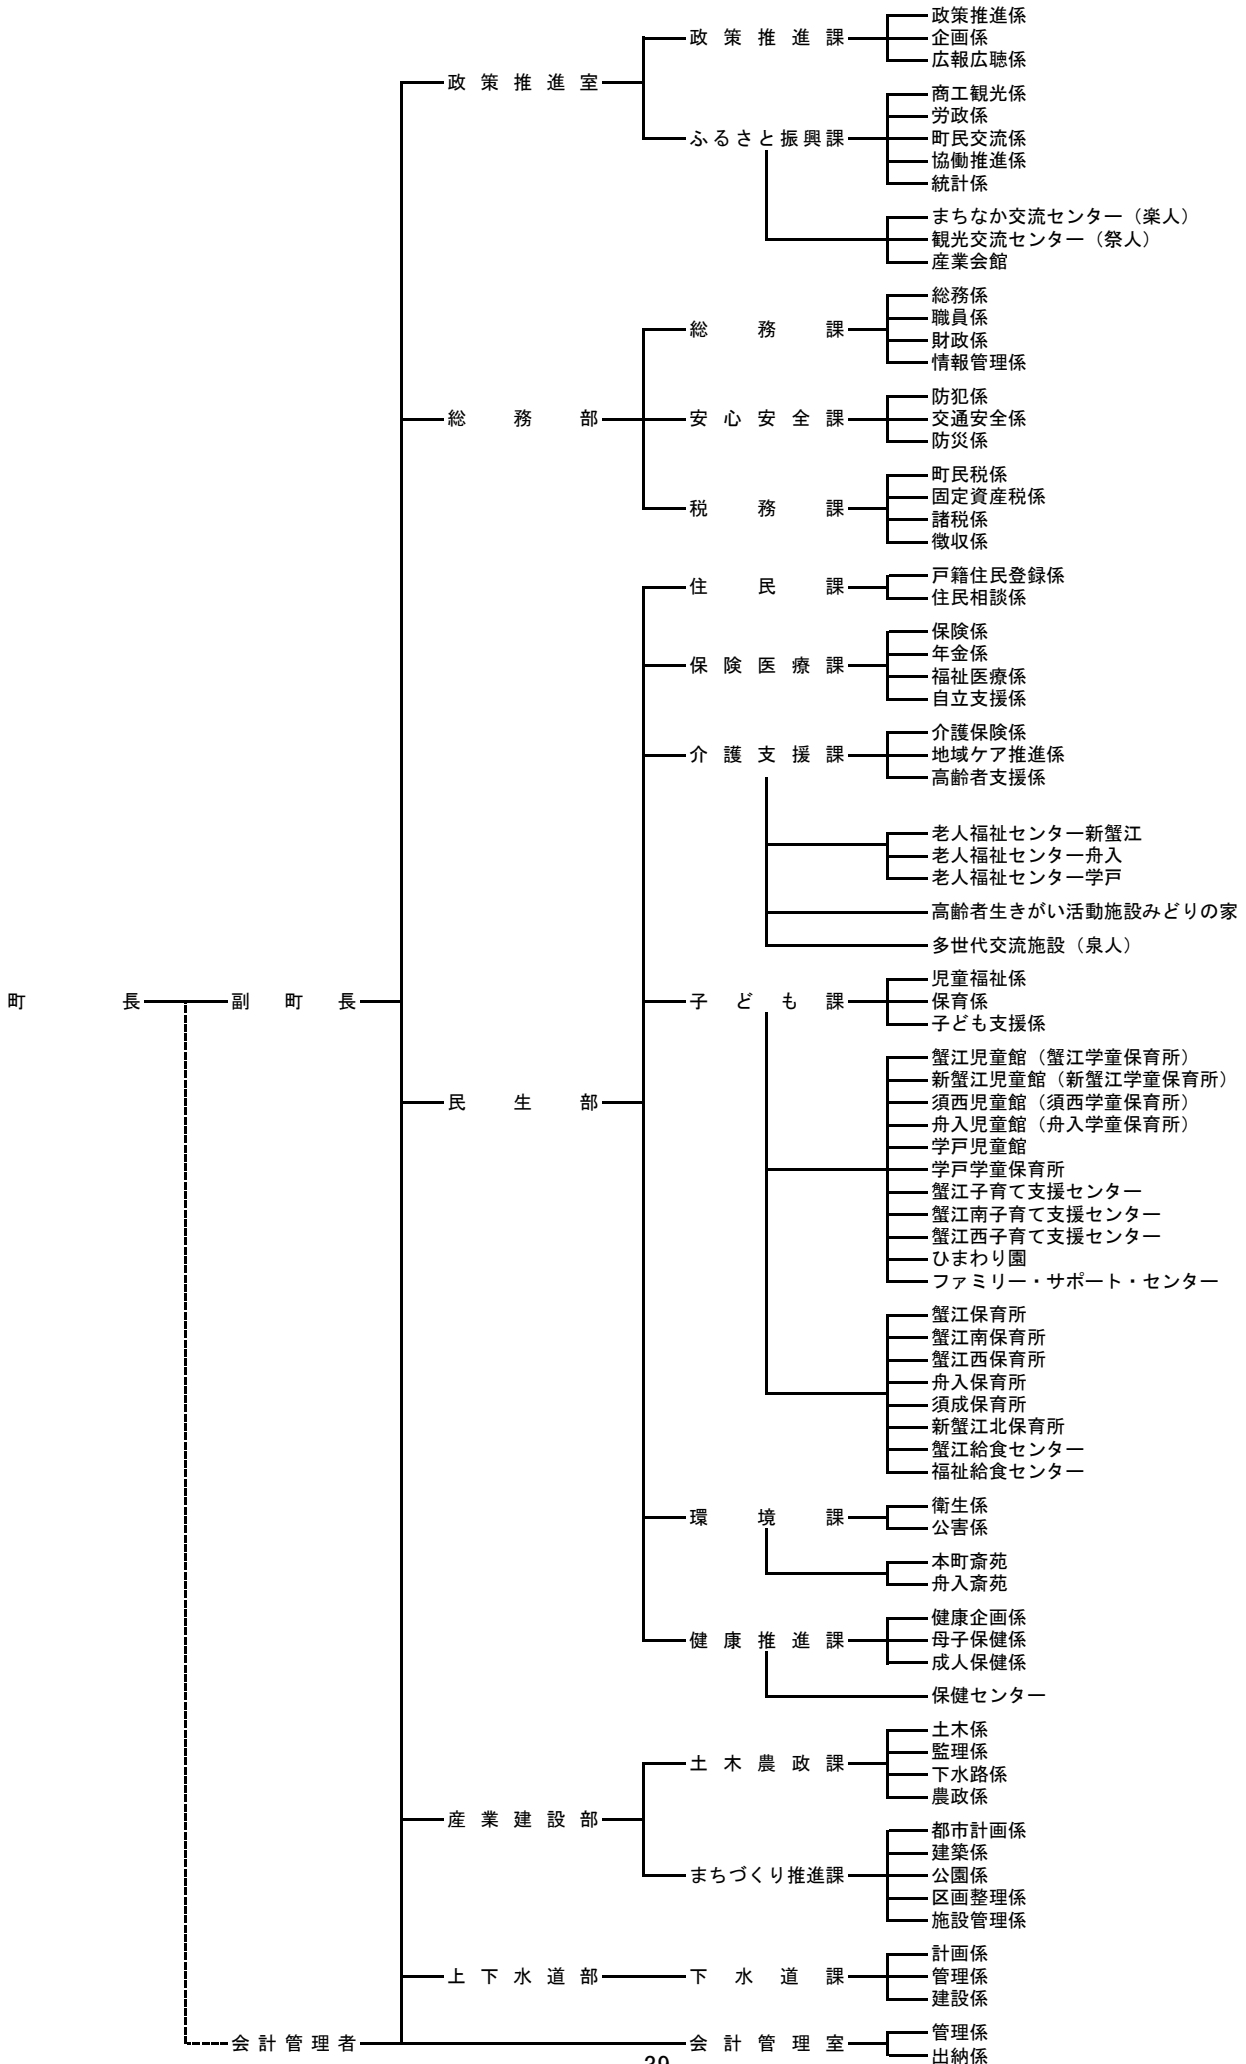 政策推進係
政策推進課
企画係
広報広聴係
政策推進室
商工観光係
労政係
ふるさと振興課
町民交流係
協働推進係
統計係
まちなか交流センター（楽人）
観光交流センター（祭人）
産業会館
総務係
総務課
職員係
財政係
情報管理係
防犯係
総務部
安心安全課
交通安全係
防災係
町民税係
固定資産税係
税務課
諸税係
徴収係
戸籍住民登録係
住民課
住民相談係
保険係
年金係
保険医療課
福祉医療係
自立支援係
介護保険係
介護支援課
地域ケア推進係
高齢者支援係
老人福祉センター新蟹江
老人福祉センター舟入
老人福祉センター学戸
高齢者生きがい活動施設みどりの家
多世代交流施設（泉人）
児童福祉係
町長
副町長
子ども課
保育係
子ども支援係
蟹江児童館（蟹江学童保育所）
新蟹江児童館（新蟹江学童保育所）
民生部
須西児童館（須西学童保育所）
舟入児童館（舟入学童保育所）
学戸児童館
学戸学童保育所
蟹江子育て支援センター
蟹江南子育て支援センター
蟹江西子育て支援センター
ひまわり園
ファミリー・サポート・センター
蟹江保育所
蟹江南保育所
蟹江西保育所
舟入保育所
須成保育所
新蟹江北保育所
蟹江給食センター
福祉給食センター
衛生係
環境課
公害係
本町斎苑
舟入斎苑
健康企画係
健康推進課
母子保健係
成人保健係
保健センター
土木係
土木農政課
監理係
下水路係
農政係
産業建設部
都市計画係
建築係
まちづくり推進課
公園係
区画整理係
施設管理係
計画係
上下水道部
下水道課
管理係
建設係
管理係
会計管理者
会計管理室
出納係